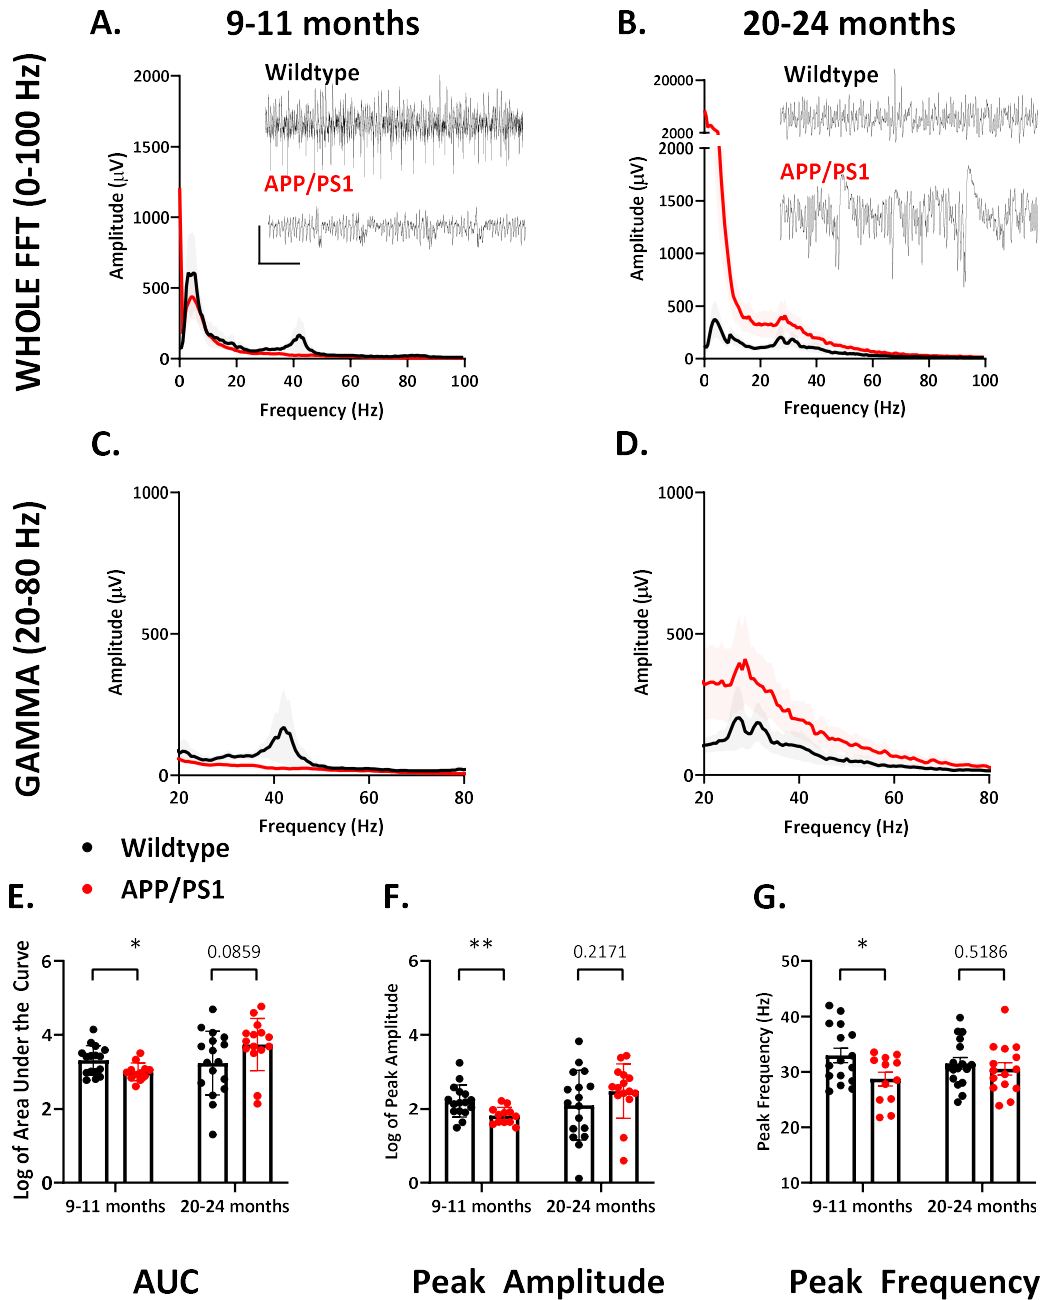 A.
9-11 months
B.
20-24 months
WHOLE FFT (0-100 Hz)
Amplitude (μV)
2000
1500
1000
500
0
0
20
40
60
80
100
Frequency (Hz)
Wildtype
APP/PS1
Amplitude (μV)
20000
2000
2000
1500
1000
500
0
0
20
40
60
80
100
Frequency (Hz)
Wildtype
APP/PS1
C.
D.
GAMMA (20-80 Hz)
Amplitude (μV)
1000
500
0
20
40
60
80
Frequency (Hz)
Amplitude (μV)
1000
500
0
20
40
60
80
Frequency (Hz)
Wildtype
APP/PS1
E.
F.
G.
Log of Area Under the Curve
6
4
2
0
*
0.0859
9-11 months
20-24 months
AUC
Log of Peak Amplitude
6
4
2
0
**
0.2171
9-11 months
20-24 months
Peak Amplitude
Peak Frequency (Hz)
50
40
30
20
10
*
0.5186
9-11 months
20-24 months
Peak Frequency